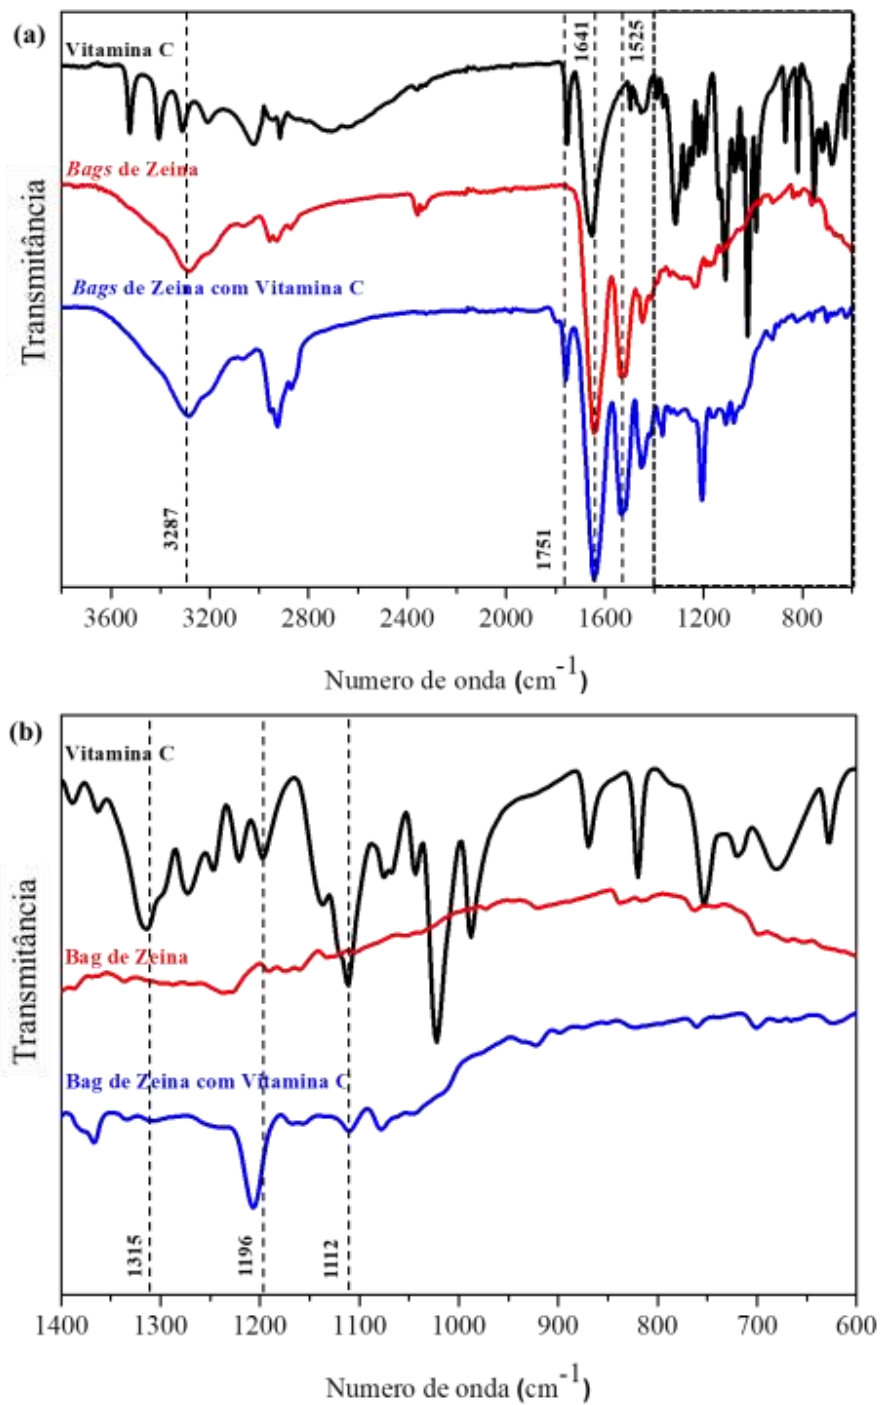 (a)
Vitamina C
1641
1525
Bags de Zeina
Bags de Zeina com Vitamina C
3287
1751
Transmitância
3600 3200 2800 2400 2000 1600 1200 800
Numero de onda (cm-1)
(b)
Vitamina C
Bag de Zeina
Bag de Zeina com Vitamina C
1315
1196
1112
Transmitância
1400 1300 1200 1100 1000 900 800 700 600
Numero de onda (cm-1)